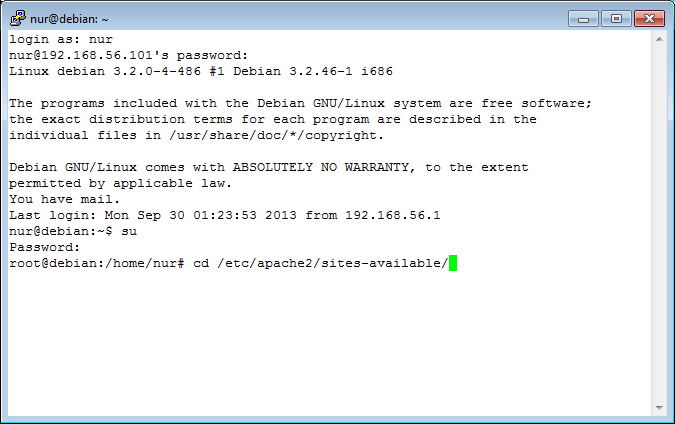 nur@debian: ~
login as: nur
nur@192.168.56.101's password:
Linux debian 3.2.0-4-486 #1 Debian 3.2.46-1 i686
The programs included with the Debian GNU/Linux system are free software;
the exact distribution terms for each program are described in the
individual files in /usr/share/doc/*/copyright.
Debian GNU/Linux comes with ABSOLUTELY NO WARRANTY, to the extent
permitted by applicable law.
You have mail.
Last login: Mon Sep 30 01:23:53 2013 from 192.168.56.1
nur@debian:~$ su
Password:
root@debian:/home/nur# cd /etc/apache2/sites-available/